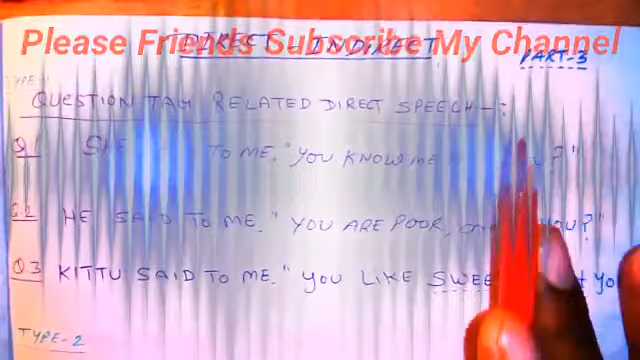 Please Friends Subscribe My Channel
DIRECT - INDIRECT
PART-3
TYPE-
QUESTION TAG RELATED DIRECT SPEECH-:
Q1 TO ME. "YOU KNOW ME ?"
Q2 HE SAID TO ME. "YOU ARE POOR, YOU?"
Q3 KITTU SAID TO ME. "YOU LIKE
TYPE-2